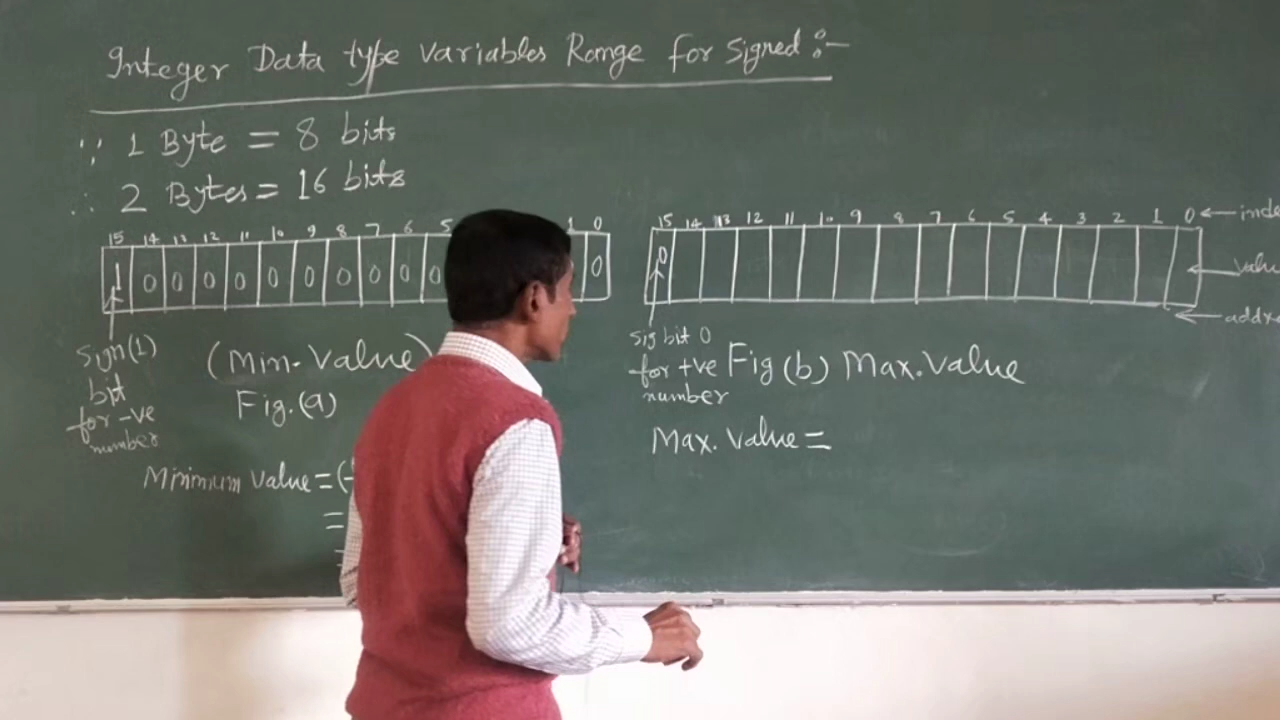 Integer Data type variables Range for Signed :-
∵ 1 Byte = 8 bits
∴ 2 Bytes = 16 bits
15 14 13 12 11 10 9 8 7 6 5 1 0
1 0 0 0 0 0 0 0 0 0 0 0
sign(1)
bit
for -ve
number
(Min. Value)
Fig.(a)
Minimum Value = (-
=
15 14 13 12 11 10 9 8 7 6 5 4 3 2 1 0 ← inde
0 ← valu
← addr
sig bit 0
for +ve
number
Fig (b) Max. Value
Max. Value =